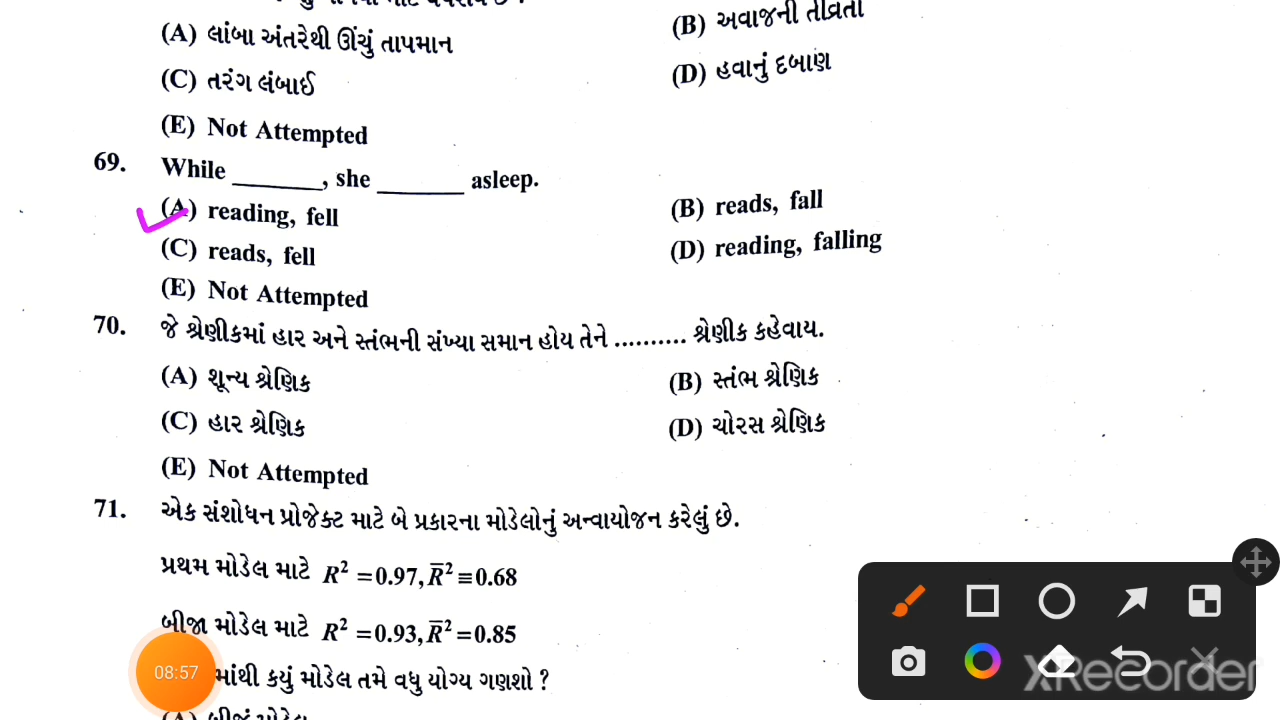 (A) લાંબા અંતરેથી ઊંચું તાપમાન
(B) અવાજની તીવ્રતા
(C) તરંગ લંબાઈ
(D) હવાનું દબાણ
(E) Not Attempted
69. While _______, she _______ asleep.
(A) reading, fell
(B) reads, fall
(C) reads, fell
(D) reading, falling
(E) Not Attempted
70. જે શ્રેણીકમાં હાર અને સ્તંભની સંખ્યા સમાન હોય તેને .......... શ્રેણીક કહેવાય.
(A) શૂન્ય શ્રેણિક
(B) સ્તંભ શ્રેણિક
(C) હાર શ્રેણિક
(D) ચોરસ શ્રેણિક
(E) Not Attempted
71. એક સંશોધન પ્રોજેક્ટ માટે બે પ્રકારના મોડેલોનું અન્વાયોજન કરેલું છે.
પ્રથમ મોડેલ માટે R² =0.97, R̅² ≡0.68
બીજા મોડેલ માટે R² =0.93, R̅² =0.85
માંથી કયું મોડેલ તમે વધુ યોગ્ય ગણશો ?
08:57
XRecorder